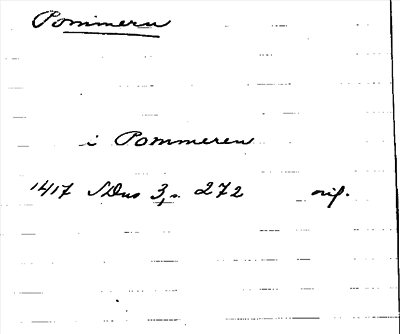 Pommern
i Pommeren
1417 SDns 3, s. 272 orig.